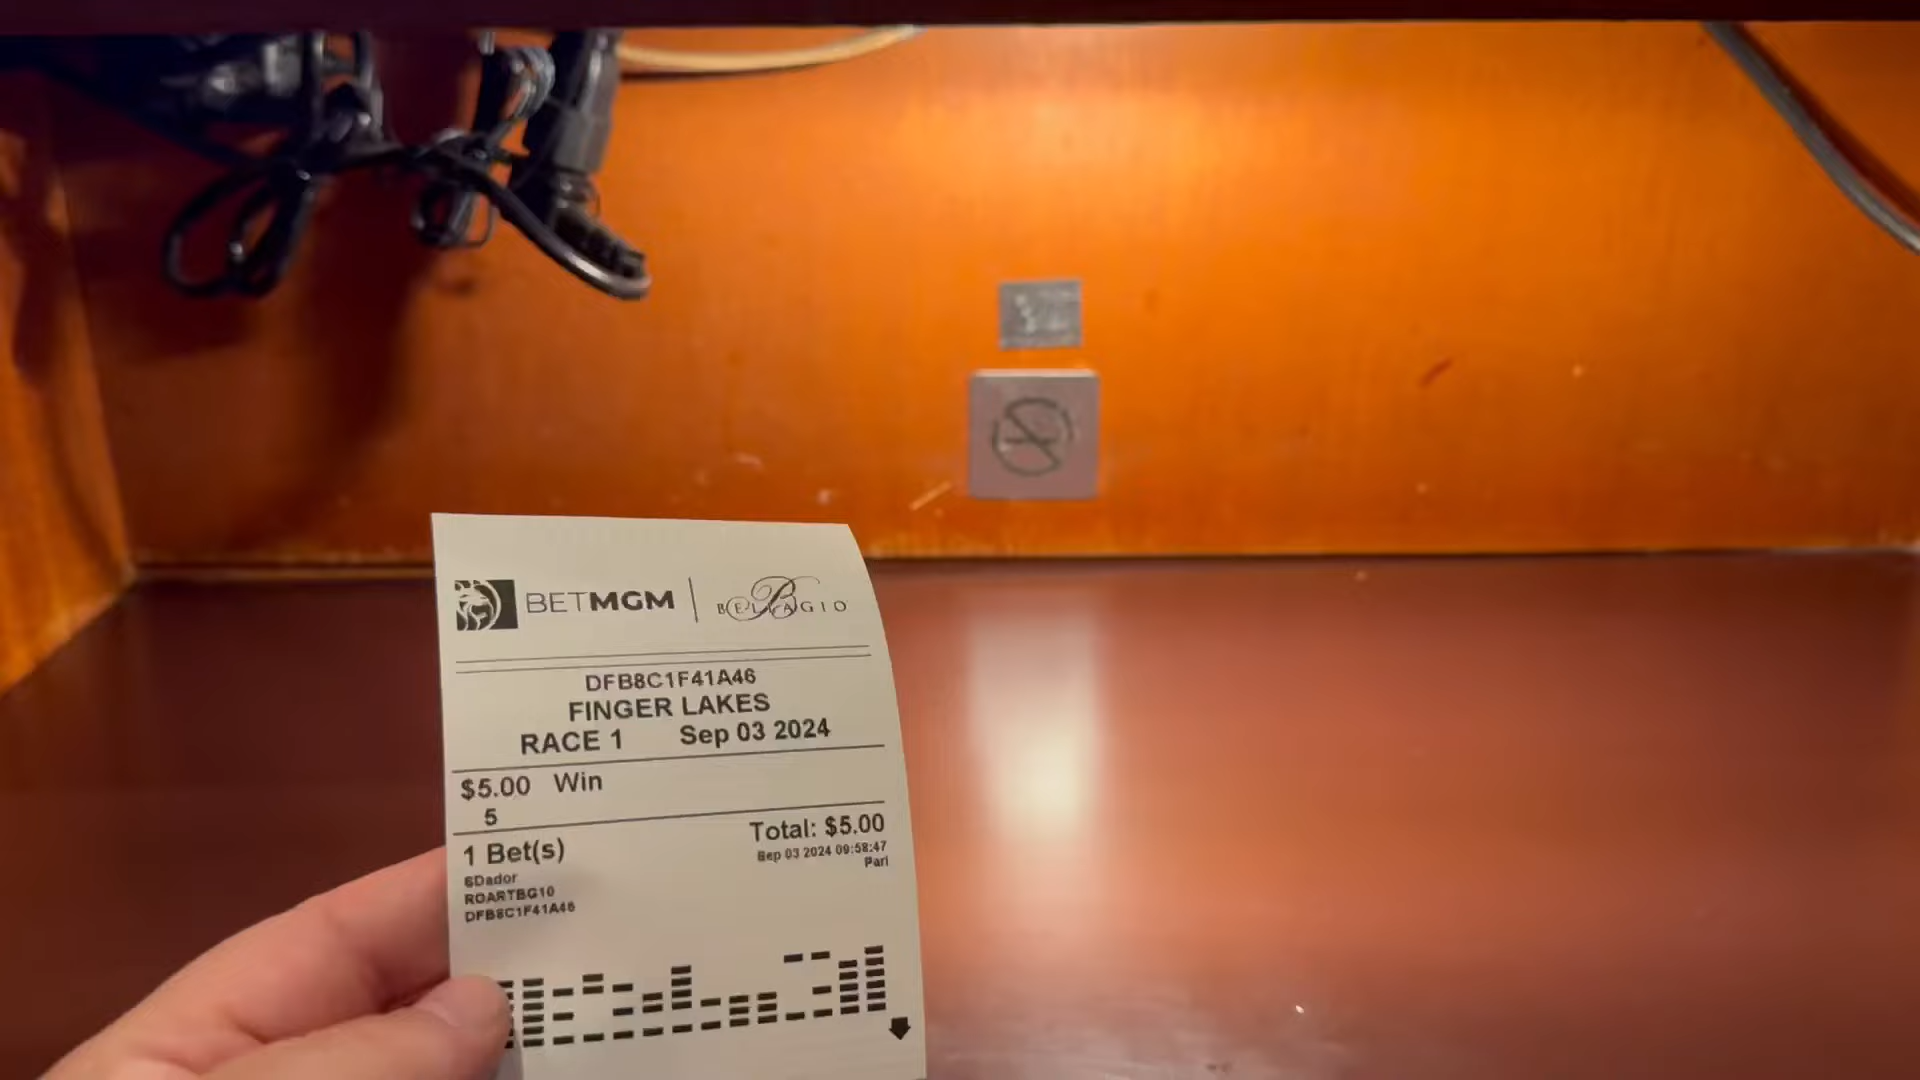 BETMGM | BELLAGIO
DFB8C1F41A46
FINGER LAKES
RACE 1 Sep 03 2024
$5.00 Win
5
Total: $5.00
1 Bet(s)
Sep 03 2024 09:58:47
Pari
SDador
ROARTBG10
DFB8C1F41A46